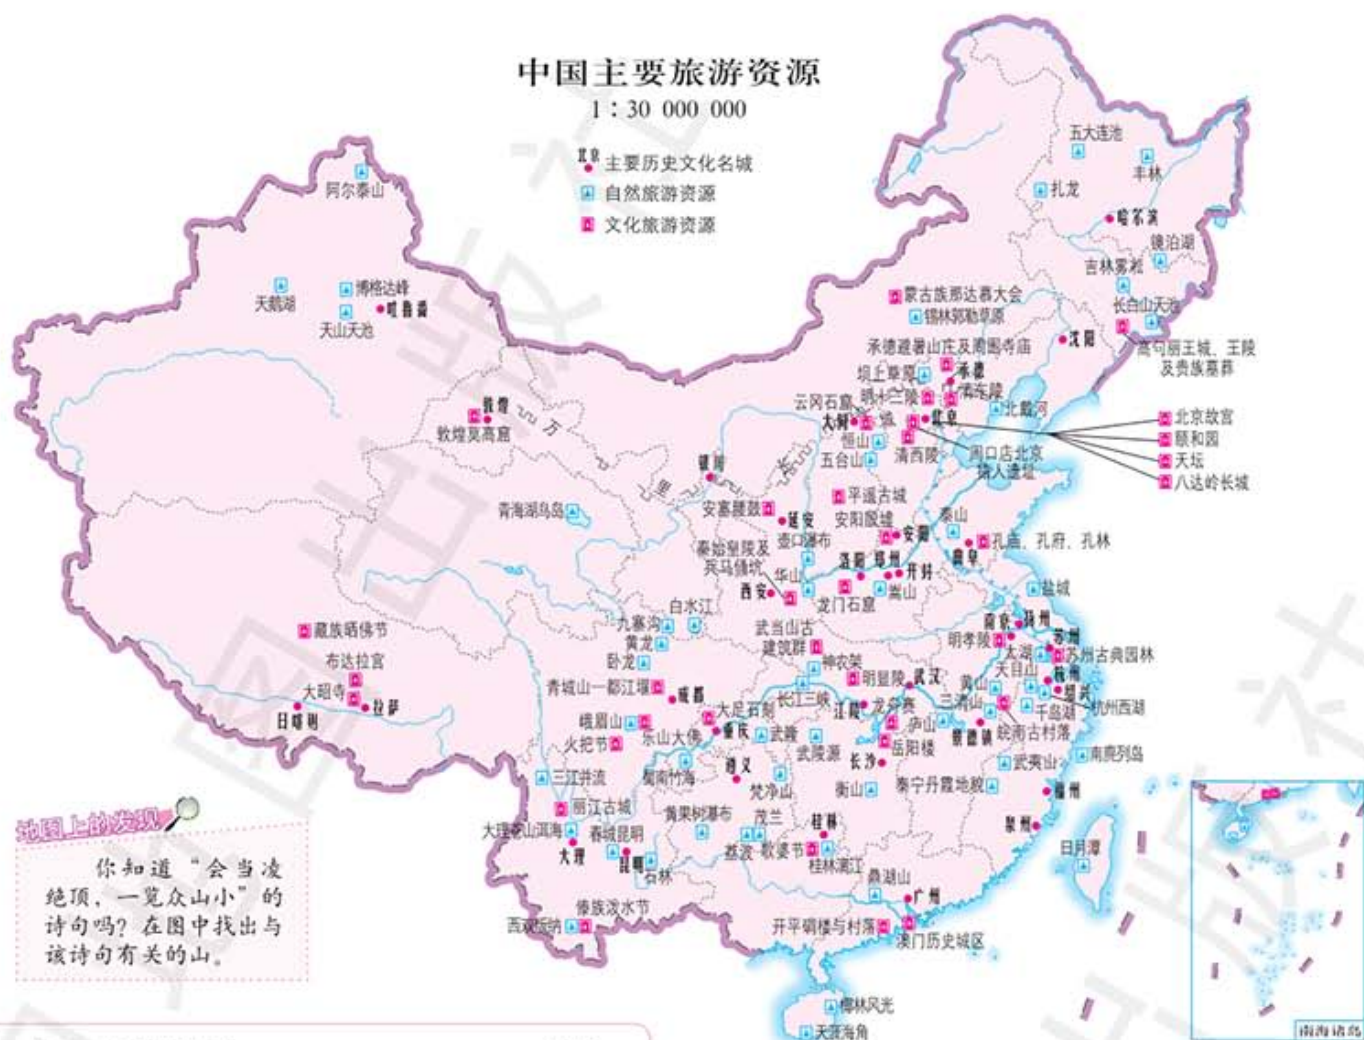 中国主要旅游资源
1∶30 000 000
北京
主要历史文化名城
自然旅游资源
文化旅游资源
阿尔泰山
五大连池
丰林
扎龙
哈尔滨
镜泊湖
吉林雾凇
长白山天池
天鹅湖
博格达峰
天山天池
吐鲁番
蒙古族那达慕大会
锡林郭勒草原
沈阳
高句丽王城、王陵
及贵族墓葬
承德避暑山庄及周围寺庙
坝上草原
承德
明十三陵
清东陵
云冈石窟
大同
北京
北戴河
恒山
五台山
清西陵
周口店北京
猿人遗址
北京故宫
颐和园
天坛
八达岭长城
敦煌
敦煌莫高窟
万
里
长
城
银川
青海湖鸟岛
安塞腰鼓
延安
平遥古城
安阳殷墟
安阳
泰山
孔庙、孔府、孔林
曲阜
壶口瀑布
秦始皇陵及
兵马俑坑
华山
西安
洛阳
郑州
开封
龙门石窟
嵩山
盐城
藏族晒佛节
布达拉宫
大昭寺
拉萨
日喀则
白水江
九寨沟
黄龙
卧龙
武当山古
建筑群
神农架
南京
扬州
明孝陵
苏州
太湖
苏州古典园林
青城山—都江堰
成都
长江三峡
明显陵
武汉
黄山
天目山
杭州
绍兴
杭州西湖
千岛湖
三清山
皖南古村落
江陵
龙舟赛
庐山
景德镇
岳阳楼
峨眉山
乐山大佛
大足石刻
重庆
武隆
武陵源
火把节
蜀南竹海
遵义
长沙
武夷山
南麂列岛
三江并流
梵净山
衡山
泰宁丹霞地貌
福州
丽江古城
黄果树瀑布
茂兰
桂林
泉州
大理苍山洱海
大理
春城昆明
昆明
石林
荔波
歌婆节
桂林漓江
日月潭
鼎湖山
广州
西双版纳
傣族泼水节
开平碉楼与村落
澳门历史城区
椰林风光
天涯海角
南海诸岛
地图上的发现
你知道“会当凌
绝顶，一览众山小”的
诗句吗？在图中找出与
该诗句有关的山。